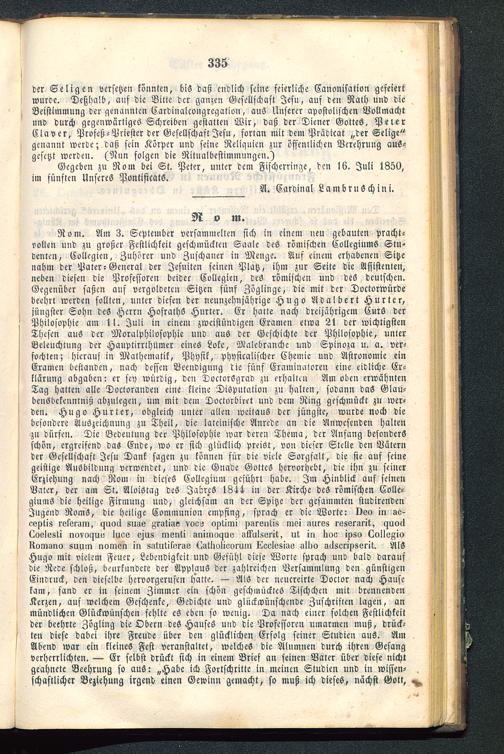 335
der Seligen versetzen könnten, bis daß endlich seine feierliche Canonisation gefeiert
wurde. Deßhalb, auf die Bitte der ganzen Gesellschaft Jesu, auf den Rath und die
Beistimmung der genannten Cardinalcongregation, aus Unserer apostolischen Vollmacht
und durch gegenwärtiges Schreiben gestatten Wir, daß der Diener Gottes, Peter
Claver, Profeß-Priester der Gesellschaft Jesu, fortan mit dem Prädicat „der Selige“
genannt werde; daß sein Körper und seine Reliquien zur öffentlichen Verehrung aus-
gesetzt werden. (Nun folgen die Ritualbestimmungen.)
Gegeben zu Rom bei St. Peter, unter dem Fischerringe, den 16. Juli 1850,
im fünften Unseres Pontificats.
A. Cardinal Lambruschini.
Rom.
Rom. Am 3. September versammelten sich in einem neu gebauten pracht-
vollen und zu großer Festlichkeit geschmückten Saale des römischen Collegiums Stu-
denten, Collegien, Zuhörer und Zuschauer in Menge. Auf einem erhabenen Sitze
nahm der Pater-General der Jesuiten seinen Platz, ihm zur Seite die Assistenten,
neben diesen die Professoren beider Collegien, des römischen und des deutschen.
Gegenüber saßen auf vergoldeten Sitzen fünf Zöglinge, die mit der Doctorwürde
beehrt werden sollten, unter diesen der neunzehnjährige Hugo Adalbert Hurter,
jüngster Sohn des Herrn Hofraths Hurter. Er hatte nach dreijährigem Curs der
Philosophie am 11. Juli in einem zweistündigen Examen etwa 21 der wichtigsten
Thesen aus der Moralphilosophie und aus der Geschichte der Philosophie, unter
Beleuchtung der Hauptirrthümer eines Loke, Malebranche und Spinoza u. a. ver-
fochten; hierauf in Mathematik, Physik, physicalischer Chemie und Astronomie ein
Examen bestanden, nach dessen Beendigung die fünf Examinatoren eine eidliche Er-
klärung abgaben: er sey würdig, den Doctorgrad zu erhalten Am oben erwähnten
Tag hatten alle Doctoranden eine kleine Disputation zu halten, sodann das Glau-
bensbekenntniß abzulegen, um mit dem Doctorbiret und dem Ring geschmückt zu wer-
den. Hugo Hurter, obgleich unter allen weitaus der jüngste, wurde noch die
besondere Auszeichnung zu Theil, die lateinische Anrede an die Anwesenden halten
zu dürfen. Die Bedeutung der Philosophie war deren Thema, der Anfang besonders
schön, ergreifend das Ende, wo er sich glücklich preist, von dieser Stelle den Vätern
der Gesellschaft Jesu Dank sagen zu können für die viele Sorgfalt, die sie auf seine
geistige Ausbildung verwendet, und die Gnade Gottes hervorhebt, die ihn zu seiner
Erziehung nach Rom in dieses Collegium geführt habe. Im Hinblick auf seinen
Vater, der am St. Aloistag des Jahrs 1844 in der Kirche des römischen Colle-
giums die heilige Firmung und, gleichsam an der Spitze der gesammten studirenden
Jugend Roms, die heilige Communion empfing, sprach er die Worte: Deo in ac-
ceptis referam, quod suae gratiae voce optimi parentis mei aures reserarit, quod
Coelesti novoque luce ejus menti animoque affulserit, ut in hoc ipso Collegio
Romano suum nomen in satutiferae Catholicorum Ecclesiae albo adscripserit. Als
Hugo mit vielem Feuer, Lebendigkeit und Gefühl diese Worte sprach und bald darauf
die Rede schloß, beurkundete der Applaus der zahlreichen Versammlung den günstigen
Eindruck, den dieselbe hervorgerufen hatte. — Als der neucreirte Doctor nach Hause
kam, fand er in seinem Zimmer ein schön geschmücktes Tischchen mit brennenden
Kerzen, auf welchem Geschenke, Gedichte und glückwünschende Zuschriften lagen, an
mündlichen Glückwünschen fehlte es eben so wenig. Da nach einer solchen Festlichkeit
der beehrte Zögling die Obern des Hauses und die Professoren umarmen muß, drück-
ten diese dabei ihre Freude über den glücklichen Erfolg seiner Studien aus. Am
Abend war ein kleines Fest veranstaltet, welches die Alumnen durch ihren Gesang
verherrlichten. — Er selbst drückt sich in einem Brief an seinen Vater über diese nicht
geahnete Beehrung so aus: „Habe ich Fortschritte in meinen Studien und in wissen-
schaftlicher Beziehung irgend einen Gewinn gemacht, so muß ich dieses, nächst Gott,